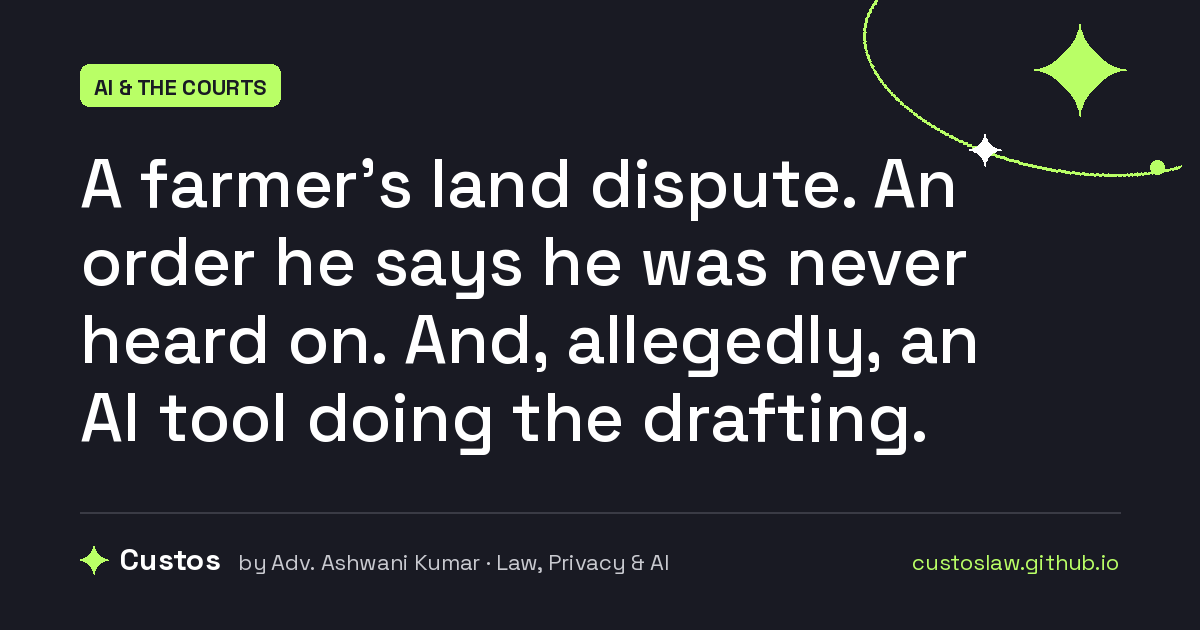 AI & THE COURTS
A farmer’s land dispute. An
order he says he was never
heard on. And, allegedly, an
AI tool doing the drafting.
Custos by Adv. Ashwani Kumar · Law, Privacy & AI
custoslaw.github.io